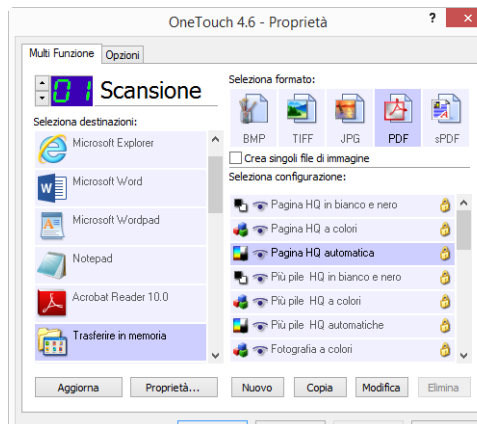 OneTouch 4.6 - Proprietà
? ×
Multi Funzione Opzioni
01 Scansione
Seleziona destinazioni:
Microsoft Explorer
Microsoft Word
Microsoft Wordpad
Notepad
Acrobat Reader 10.0
Trasferire in memoria
Aggiorna Proprietà...
Seleziona formato:
BMP TIFF JPG PDF sPDF
Crea singoli file di immagine
Seleziona configurazione:
Pagina HQ in bianco e nero
Pagina HQ a colori
Pagina HQ automatica
Più pile HQ in bianco e nero
Più pile HQ a colori
Più pile HQ automatiche
Fotografia a colori
Nuovo Copia Modifica Elimina